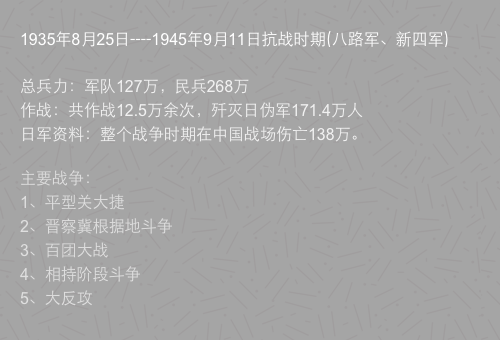 1935年8月25日----1945年9月11日抗战时期(八路军、新四军)
总兵力：军队127万，民兵268万
作战：共作战12.5万余次，歼灭日伪军171.4万人
日军资料：整个战争时期在中国战场伤亡138万。
主要战争：
1、平型关大捷
2、晋察冀根据地斗争
3、百团大战
4、相持阶段斗争
5、大反攻